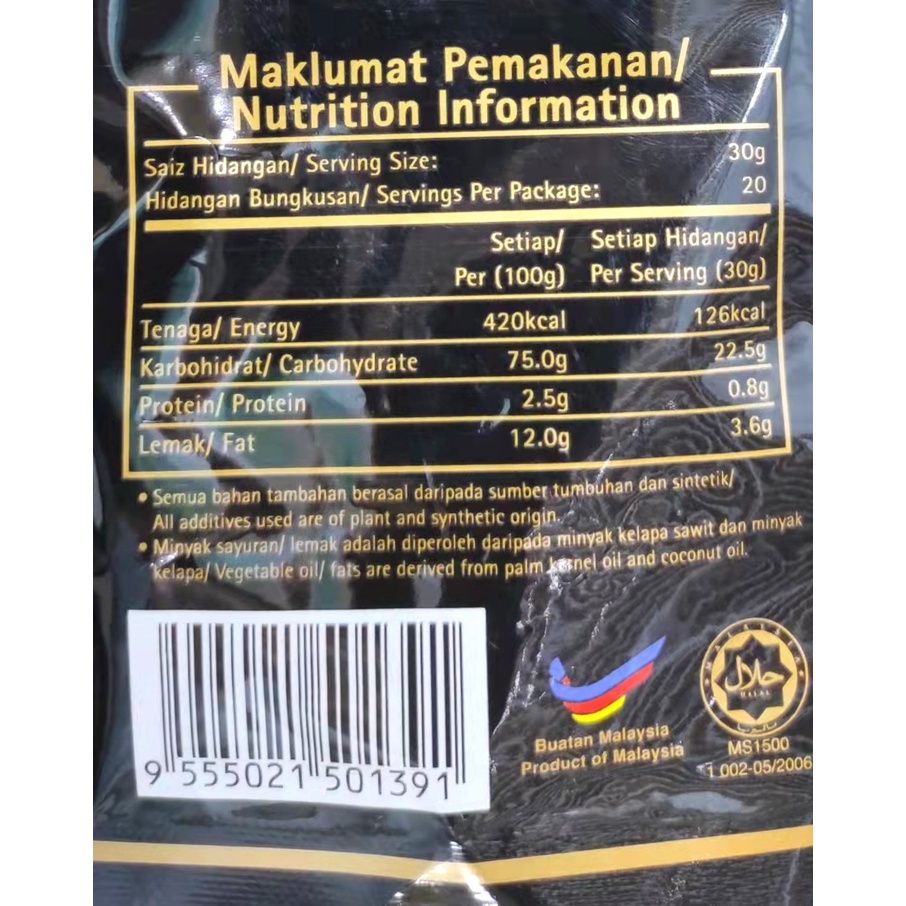 Maklumat Pemakanan/
Nutrition Information
Saiz Hidangan/ Serving Size: 30g
Hidangan Bungkusan/ Servings Per Package: 20
Setiap/ Setiap Hidangan/
Per (100g) Per Serving (30g)
Tenaga/ Energy 420kcal 126kcal
Karbohidrat/ Carbohydrate 75.0g 22.5g
Protein/ Protein 2.5g 0.8g
Lemak/ Fat 12.0g 3.6g
• Semua bahan tambahan berasal daripada sumber tumbuhan dan sintetik/
All additives used are of plant and synthetic origin.
• Minyak sayuran/ lemak adalah diperoleh daripada minyak kelapa sawit dan minyak
kelapa/ Vegetable oil/ fats are derived from palm kernel oil and coconut oil.
9 555021 501391
Buatan Malaysia
Product of Malaysia
MALAYSIA
حلال
HALAL
ماليزيا
MS1500
1 002-05/2006